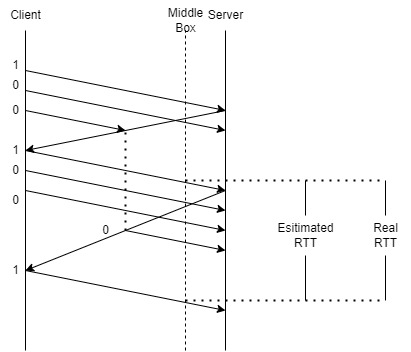 Client
Middle
Box
Server
1
0
0
1
0
0
0
1
Esitimated
RTT
Real
RTT